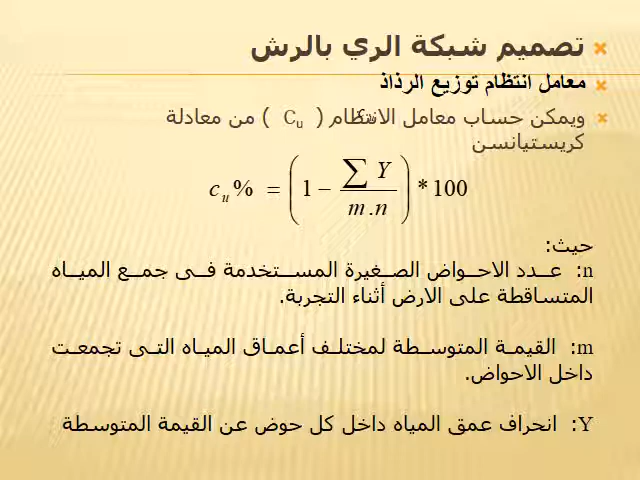 تصميم شبكة الري بالرش
معامل انتظام توزيع الرذاذ
ويمكن حساب معامل الانتظام ( Cu ) من معادلة
كريستيانسن
cu% = (1 − ∑Y / m.n) * 100
حيث:
n: عدد الاحواض الصغيرة المستخدمة فى جمع المياه
المتساقطة على الارض أثناء التجربة.
m: القيمة المتوسطة لمختلف أعماق المياه التى تجمعت
داخل الاحواض.
Y: انحراف عمق المياه داخل كل حوض عن القيمة المتوسطة